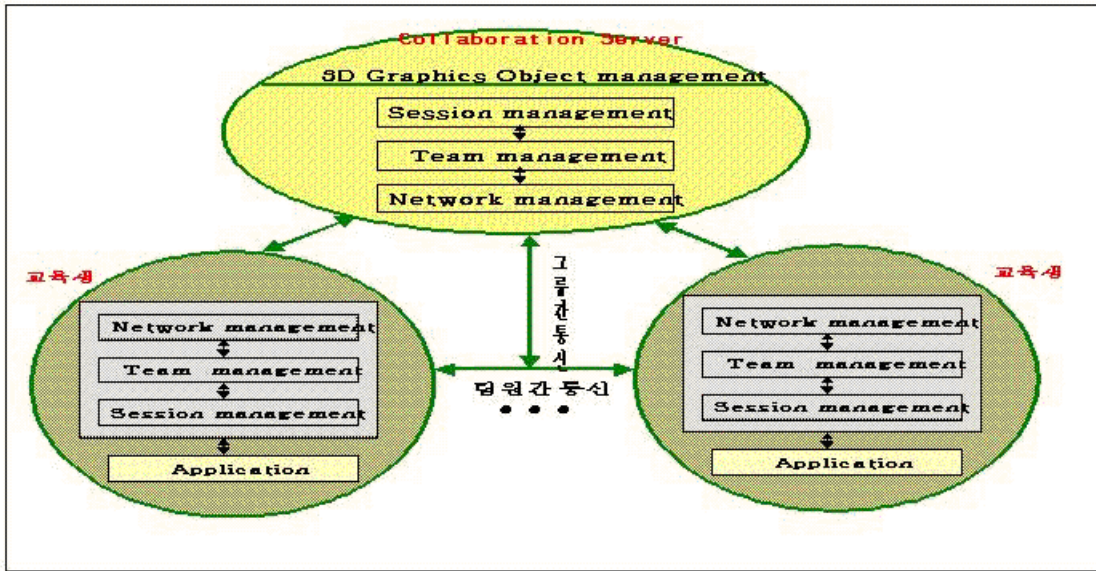 Collaboration Server
3D Graphics Object management
Session management
Team management
Network management
교육생
Network management
Team management
Session management
Application
그룹간통신
팀원간 통신
• • •
교육생
Network management
Team management
Session management
Application